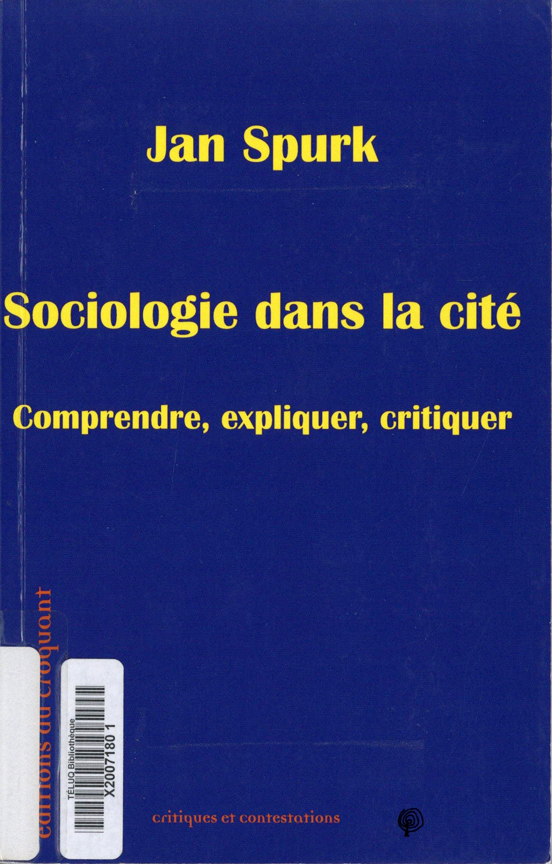 Jan Spurk
Sociologie dans la cité
Comprendre, expliquer, critiquer
éditions du croquant
TÉLUQ Bibliothèque
X2007180 1
critiques et contestations